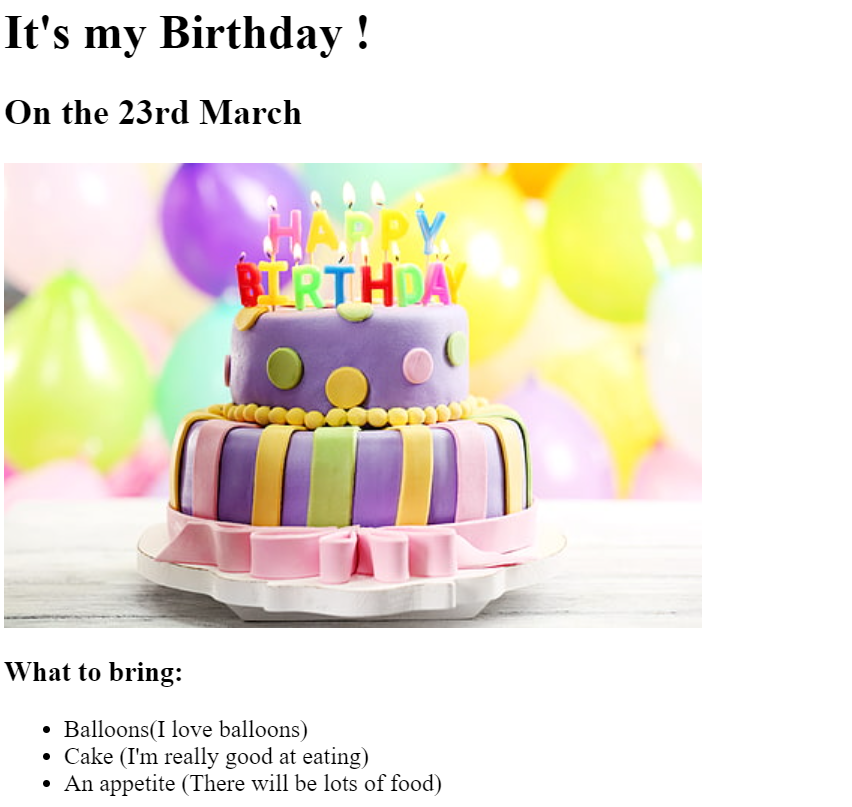 It's my Birthday !
On the 23rd March
HAPPY
BIRTHDAY
What to bring:
Balloons(I love balloons)
Cake (I'm really good at eating)
An appetite (There will be lots of food)